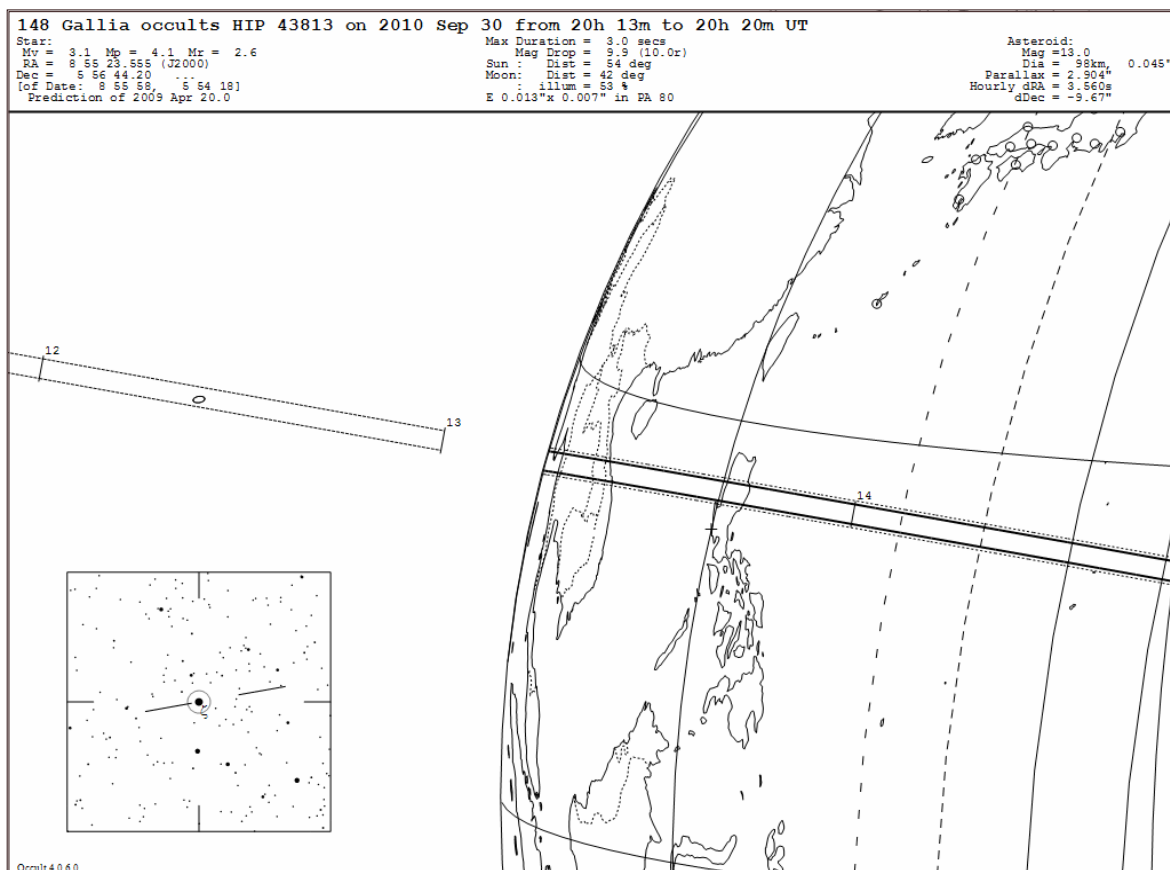 148 Gallia occults HIP 43813 on 2010 Sep 30 from 20h 13m to 20h 20m UT
Star:
Mv = 3.1 Mp = 4.1 Mr = 2.6
RA = 8 55 23.555 (J2000)
Dec = 5 56 44.20 ...
[of Date: 8 55 58, 5 54 18]
Prediction of 2009 Apr 20.0
Max Duration = 3.0 secs
Mag Drop = 9.9 (10.0r)
Sun : Dist = 54 deg
Moon: Dist = 42 deg
: illum = 53 %
E 0.013"x 0.007" in PA 80
Asteroid:
Mag =13.0
Dia = 98km, 0.045"
Parallax = 2.904"
Hourly dRA = 3.560s
dDec = -9.67"
12
13
14
Occult 4.0.6.0